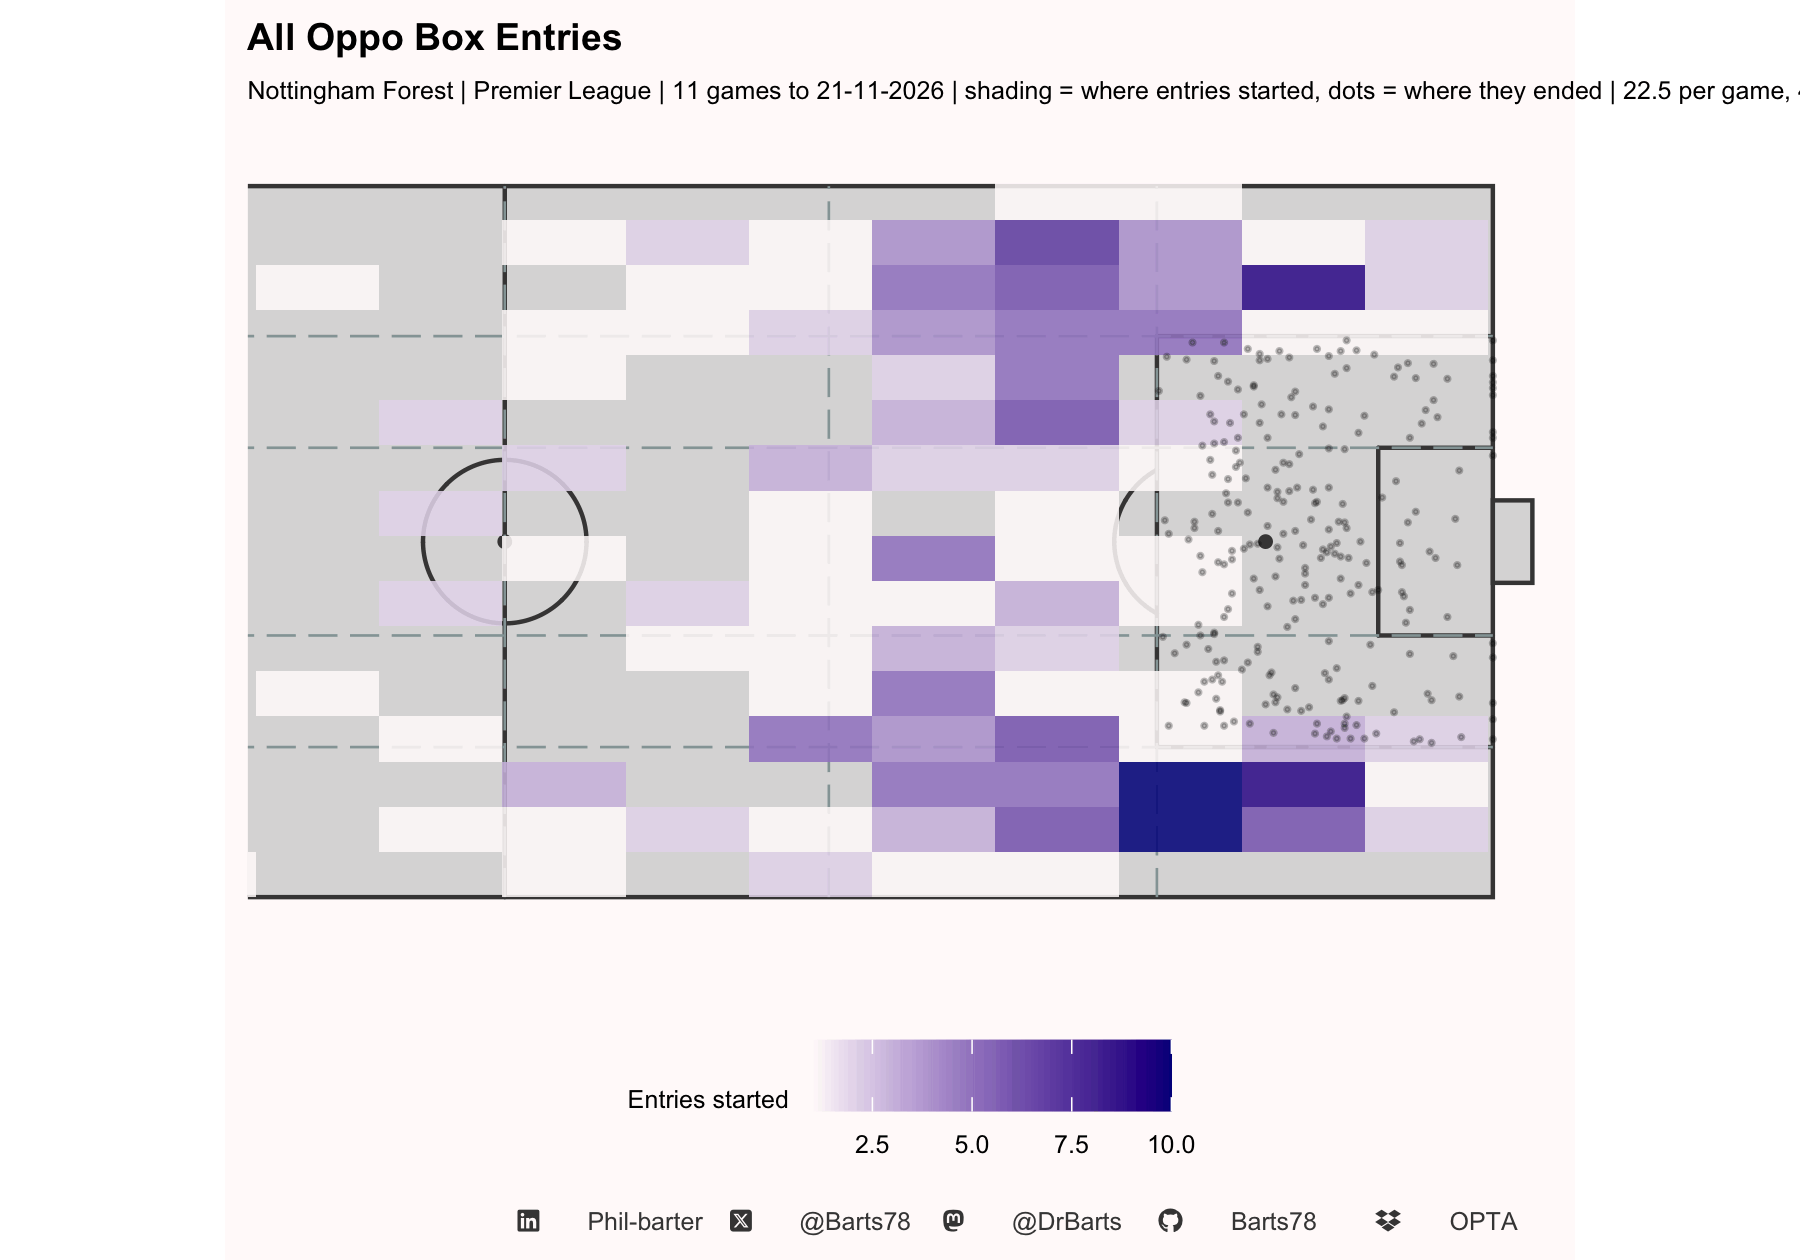 All Oppo Box Entries
Nottingham Forest | Premier League | 11 games to 21-11-2026 | shading = where entries started, dots = where they ended | 22.5 per game,
Entries started
2.5 5.0 7.5 10.0
Phil-barter @Barts78 @DrBarts Barts78 OPTA